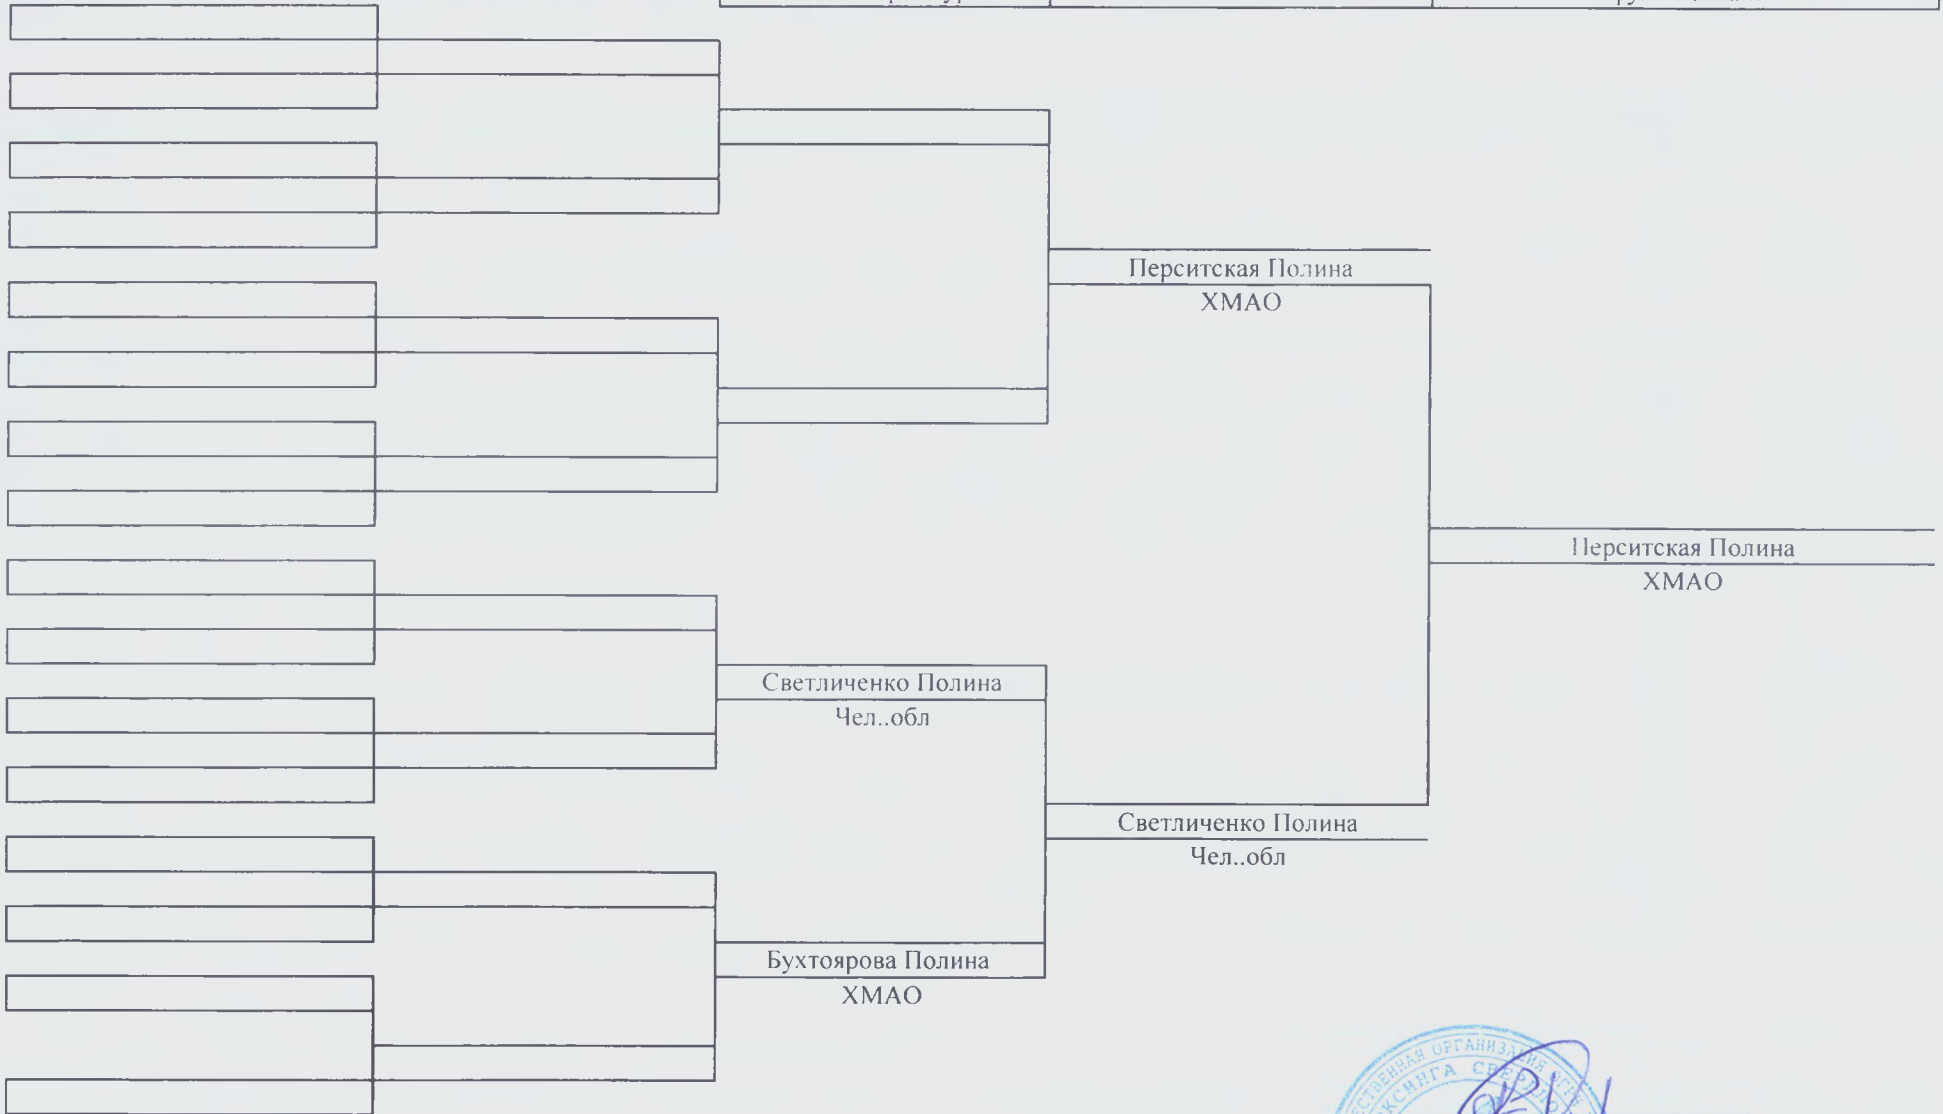 Перситская Полина
ХМАО
Перситская Полина
ХМАО
Светличенко Полина
Чел..обл
Светличенко Полина
Чел..обл
Бухтоярова Полина
ХМАО